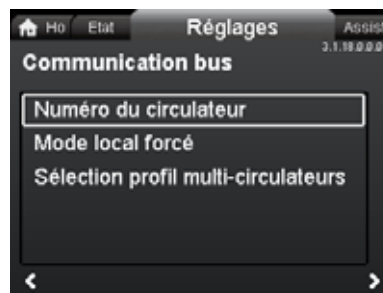 Ho Etat Réglages Assis
3.1.18.0.0.0
Communication bus
Numéro du circulateur
Mode local forcé
Sélection profil multi-circulateurs